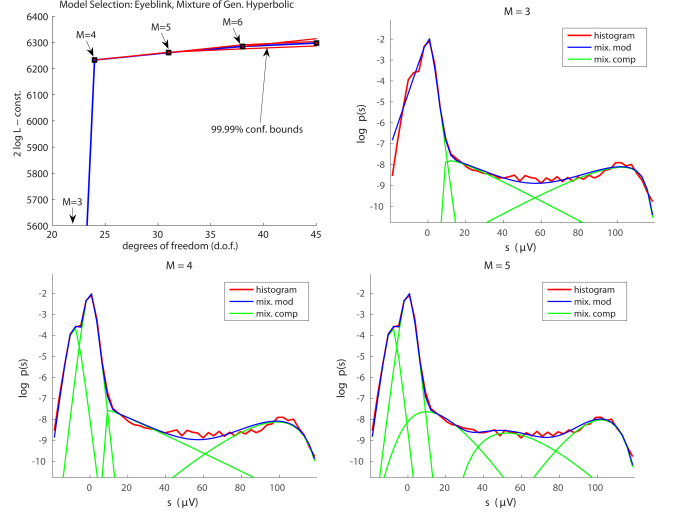 Model Selection: Eyeblink, Mixture of Gen. Hyperbolic
2 log L − const.
6400
6300
6200
6100
6000
5900
5800
5700
5600
M=4
M=5
M=6
99.99% conf. bounds
M=3
20
25
30
35
40
45
degrees of freedom (d.o.f.)
M = 3
histogram
mix. mod
mix. comp
log p(s)
-2
-3
-4
-5
-6
-7
-8
-9
-10
0
20
40
60
80
100
s (μV)
M = 4
histogram
mix. mod
mix. comp
log p(s)
-2
-3
-4
-5
-6
-7
-8
-9
-10
0
20
40
60
80
100
s (μV)
M = 5
histogram
mix. mod
mix. comp
log p(s)
-2
-3
-4
-5
-6
-7
-8
-9
-10
0
20
40
60
80
100
s (μV)